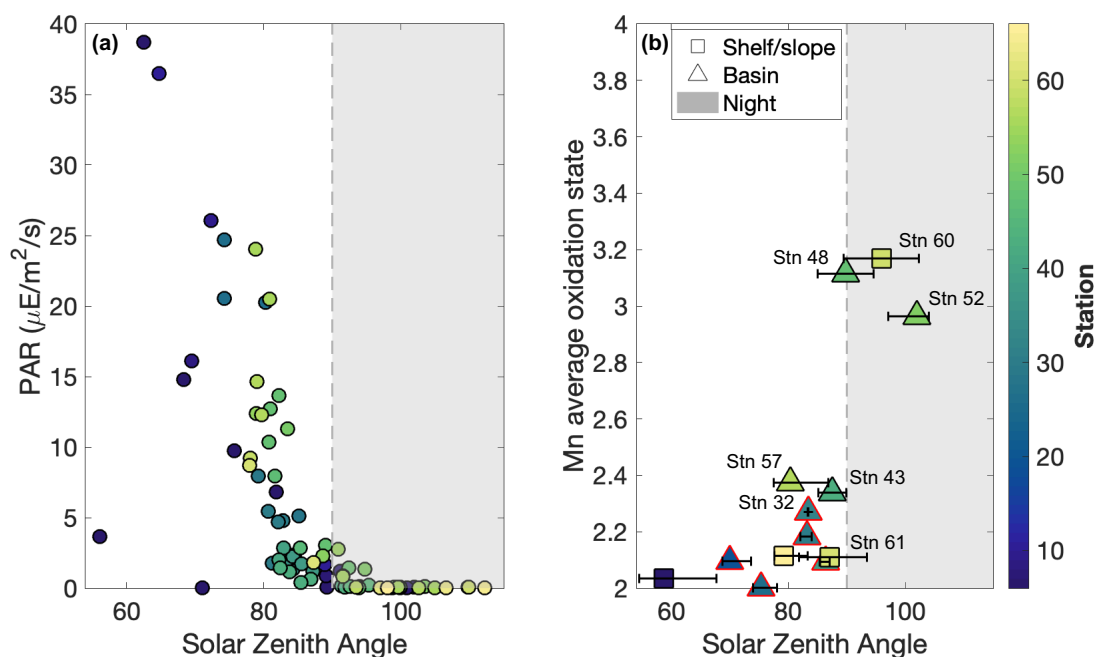 (a)
40
35
30
25
20
15
10
5
0
PAR (μE/m²/s)
60
80
100
Solar Zenith Angle
(b)
Shelf/slope
Basin
Night
4
3.8
3.6
3.4
3.2
3
2.8
2.6
2.4
2.2
2
Mn average oxidation state
Stn 48
Stn 60
Stn 52
Stn 57
Stn 43
Stn 32
Stn 61
60
80
100
Solar Zenith Angle
60
50
40
30
20
10
Station